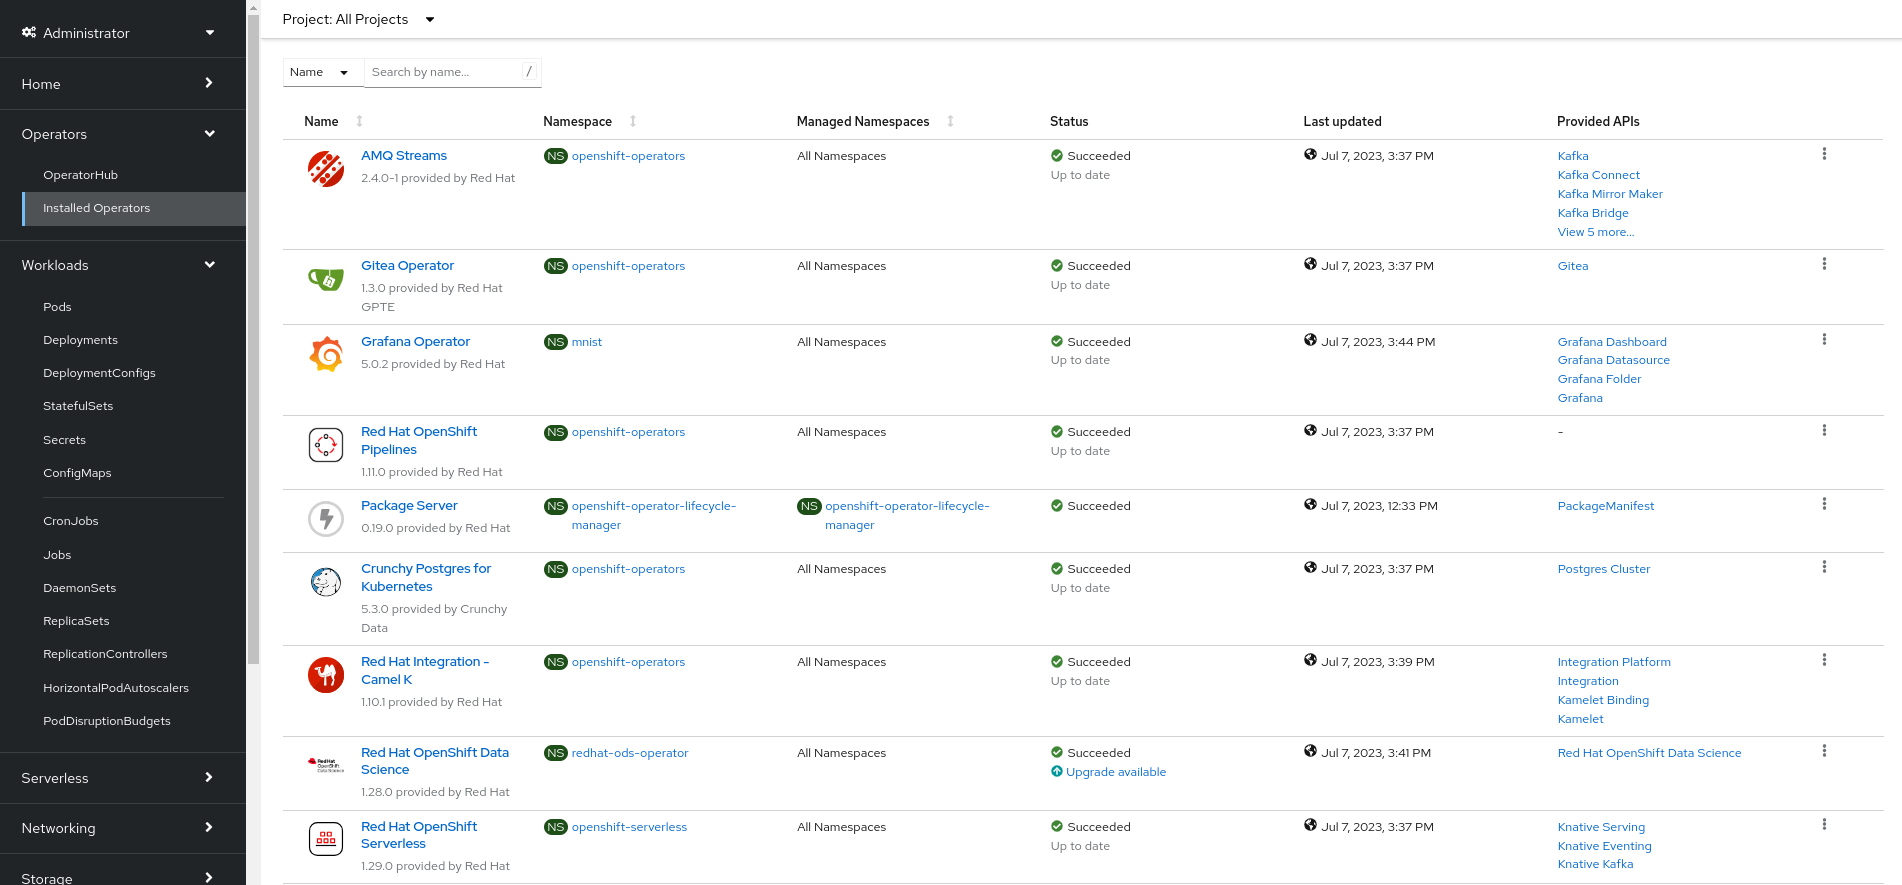 Administrator
Home
Operators
OperatorHub
Installed Operators
Workloads
Pods
Deployments
DeploymentConfigs
StatefulSets
Secrets
ConfigMaps
CronJobs
Jobs
DaemonSets
ReplicaSets
ReplicationControllers
HorizontalPodAutoscalers
PodDisruptionBudgets
Serverless
Networking
Storage
Project: All Projects
Name Search by name... /
Name Namespace Managed Namespaces Status Last updated Provided APIs
AMQ Streams
2.4.0-1 provided by Red Hat
NS openshift-operators
All Namespaces
Succeeded
Up to date
Jul 7, 2023, 3:37 PM
Kafka
Kafka Connect
Kafka Mirror Maker
Kafka Bridge
View 5 more...
Gitea Operator
1.3.0 provided by Red Hat
GPTE
NS openshift-operators
All Namespaces
Succeeded
Up to date
Jul 7, 2023, 3:37 PM
Gitea
Grafana Operator
5.0.2 provided by Red Hat
NS mnist
All Namespaces
Succeeded
Up to date
Jul 7, 2023, 3:44 PM
Grafana Dashboard
Grafana Datasource
Grafana Folder
Grafana
Red Hat OpenShift
Pipelines
1.11.0 provided by Red Hat
NS openshift-operators
All Namespaces
Succeeded
Up to date
Jul 7, 2023, 3:37 PM
-
Package Server
0.19.0 provided by Red Hat
NS openshift-operator-lifecycle-
manager
NS openshift-operator-lifecycle-
manager
Succeeded
Jul 7, 2023, 12:33 PM
PackageManifest
Crunchy Postgres for
Kubernetes
5.3.0 provided by Crunchy
Data
NS openshift-operators
All Namespaces
Succeeded
Up to date
Jul 7, 2023, 3:37 PM
Postgres Cluster
Red Hat Integration -
Camel K
1.10.1 provided by Red Hat
NS openshift-operators
All Namespaces
Succeeded
Up to date
Jul 7, 2023, 3:39 PM
Integration Platform
Integration
Kamelet Binding
Kamelet
Red Hat
OpenShift
Data Science
Red Hat OpenShift Data
Science
1.28.0 provided by Red Hat
NS redhat-ods-operator
All Namespaces
Succeeded
Upgrade available
Jul 7, 2023, 3:41 PM
Red Hat OpenShift Data Science
Red Hat OpenShift
Serverless
1.29.0 provided by Red Hat
NS openshift-serverless
All Namespaces
Succeeded
Up to date
Jul 7, 2023, 3:37 PM
Knative Serving
Knative Eventing
Knative Kafka